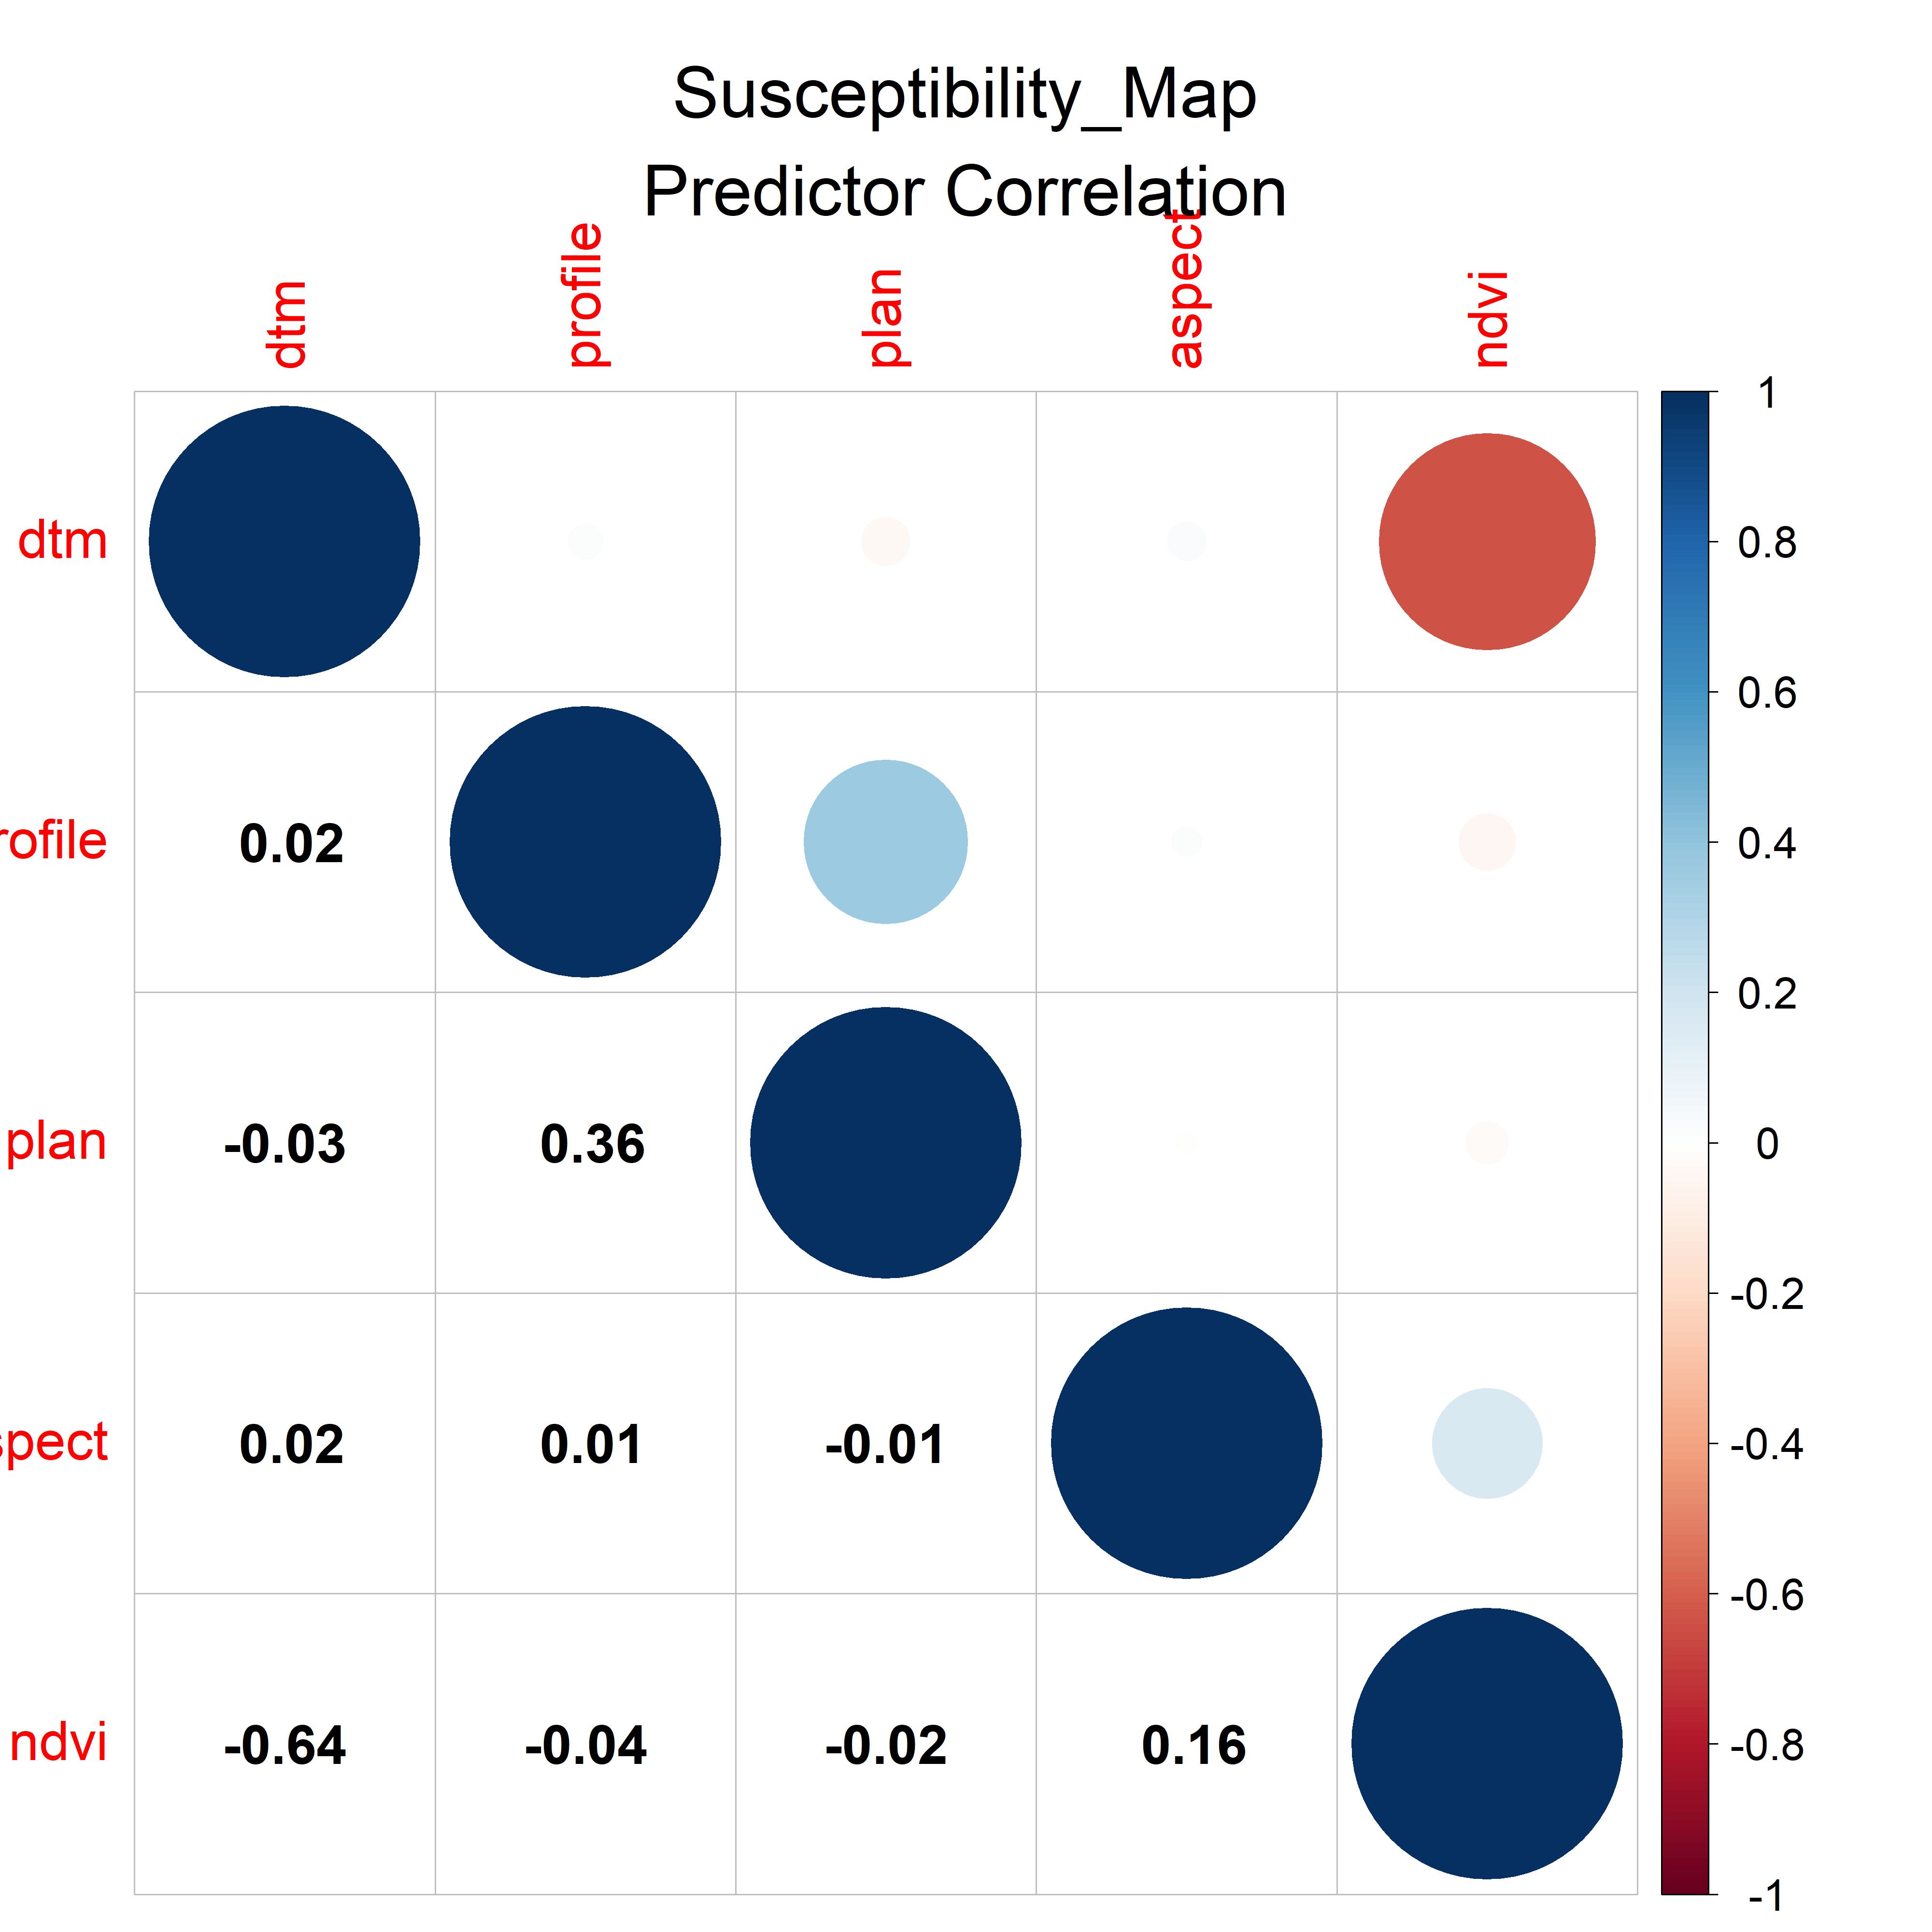 Susceptibility_Map
Predictor Correlation
dtm profile plan aspect ndvi
1
dtm
0.8
0.6
rofile 0.02 0.4
0.2
plan -0.03 0.36 0
-0.2
spect 0.02 0.01 -0.01 -0.4
-0.6
ndvi -0.64 -0.04 -0.02 0.16 -0.8
-1